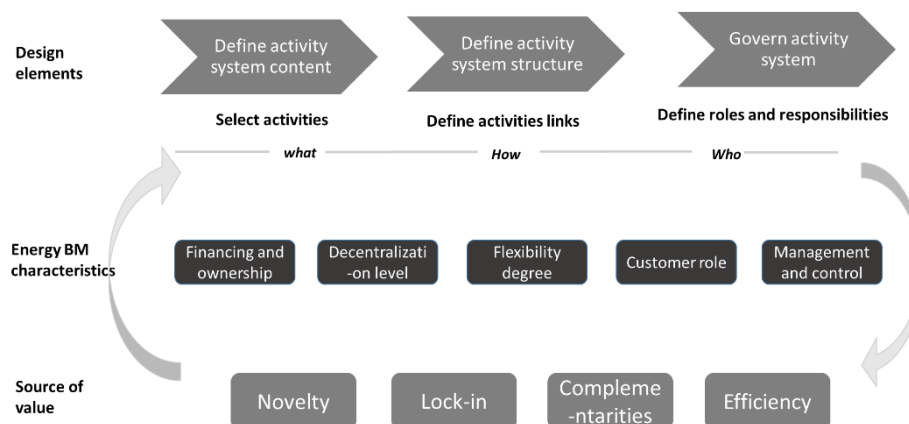 Design
elements
Define activity
system content
Define activity
system structure
Govern activity
system
Select activities
Define activities links
Define roles and responsibilities
what
How
Who
Energy BM
characteristics
Financing and
ownership
Decentralizati
-on level
Flexibility
degree
Customer role
Management
and control
Source of
value
Novelty
Lock-in
Compleme
-ntarities
Efficiency